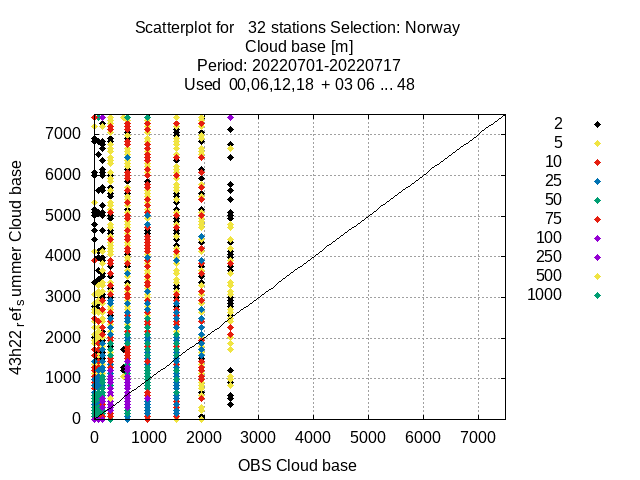 Scatterplot for 32 stations Selection: Norway
Cloud base [m]
Period: 20220701-20220717
Used 00,06,12,18 + 03 06 ... 48
43h22_ref_summer Cloud base
7000
6000
5000
4000
3000
2000
1000
0
0 1000 2000 3000 4000 5000 6000 7000
OBS Cloud base
2
5
10
25
50
75
100
250
500
1000